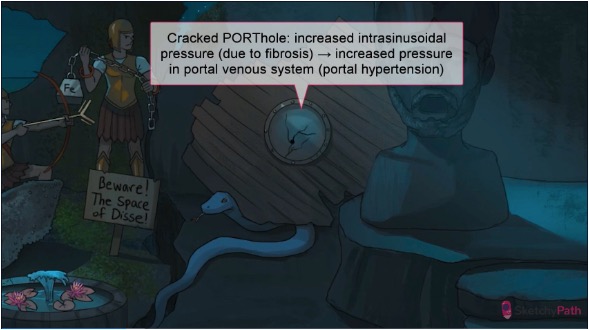 Cracked PORThole: increased intrasinusoidal
pressure (due to fibrosis) → increased pressure
in portal venous system (portal hypertension)
Fe
Beware!
The Space
of Disse!
SketchyPath